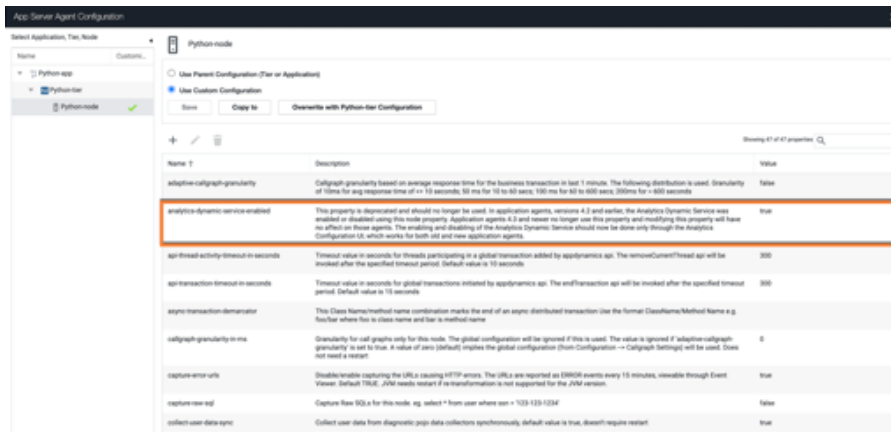 App Server Agent Configuration
Select Application, Tier, Node
Name Customi...
Python-app
Python-tier
Python-node
Python-node
Use Parent Configuration (Tier or Application)
Use Custom Configuration
Save Copy to Overwrite with Python-tier Configuration
Showing 47 of 47 properties
Name ↑ Description Value
adaptive-callgraph-granularity Callgraph granularity based on average response time for the business transaction in last 1 minute. The following distribution is used. Granularity false
of 10ms for avg response time of <= 10 seconds; 50 ms for 10 to 60 secs; 100 ms for 60 to 600 secs; 200ms for > 600 seconds
analytics-dynamic-service-enabled This property is deprecated and should no longer be used. In application agents, versions 4.2 and earlier, the Analytics Dynamic Service was true
enabled or disabled using this node property. Application agents 4.3 and newer no longer use this property and modifying this property will have
no affect on those agents. The enabling and disabling of the Analytics Dynamic Service should now be done only through the Analytics
Configuration UI, which works for both old and new application agents.
api-thread-activity-timeout-in-seconds Timeout value in seconds for threads participating in a global transaction added by appdynamics api. The removeCurrentThread api will be 300
invoked after the specified timeout period. Default value is 10 seconds
api-transaction-timeout-in-seconds Timeout value in seconds for global transactions initiated by appdynamics api. The endTransaction api will be invoked after the specified timeout 300
period. Default value is 15 seconds
async-transaction-demarcator This Class Name/method name combination marks the end of an async distributed transaction Use the format ClassName/Method Name e.g.
foo/bar where foo is class name and bar is method name
callgraph-granularity-in-ms Granularity for call graphs only for this node. The global configuration will be ignored if this is used. The value is ignored if 'adaptive-callgraph- 0
granularity' is set to true. A value of zero (default) implies the global configuration (from Configuration --> Callgraph Settings) will be used. Does
not need a restart
capture-error-urls Disable/enable capturing the URLs causing HTTP errors. The URLs are reported as ERROR events every 15 minutes, viewable through Event true
Viewer. Default TRUE. JVM needs restart if re-transformation is not supported for the JVM version.
capture-raw-sql Capture Raw SQLs for this node. eg. select * from user where ssn = '123-123-1234' false
collect-user-data-sync Collect user data from diagnostic pojo data collectors synchronously, default value is true, doesn't require restart true